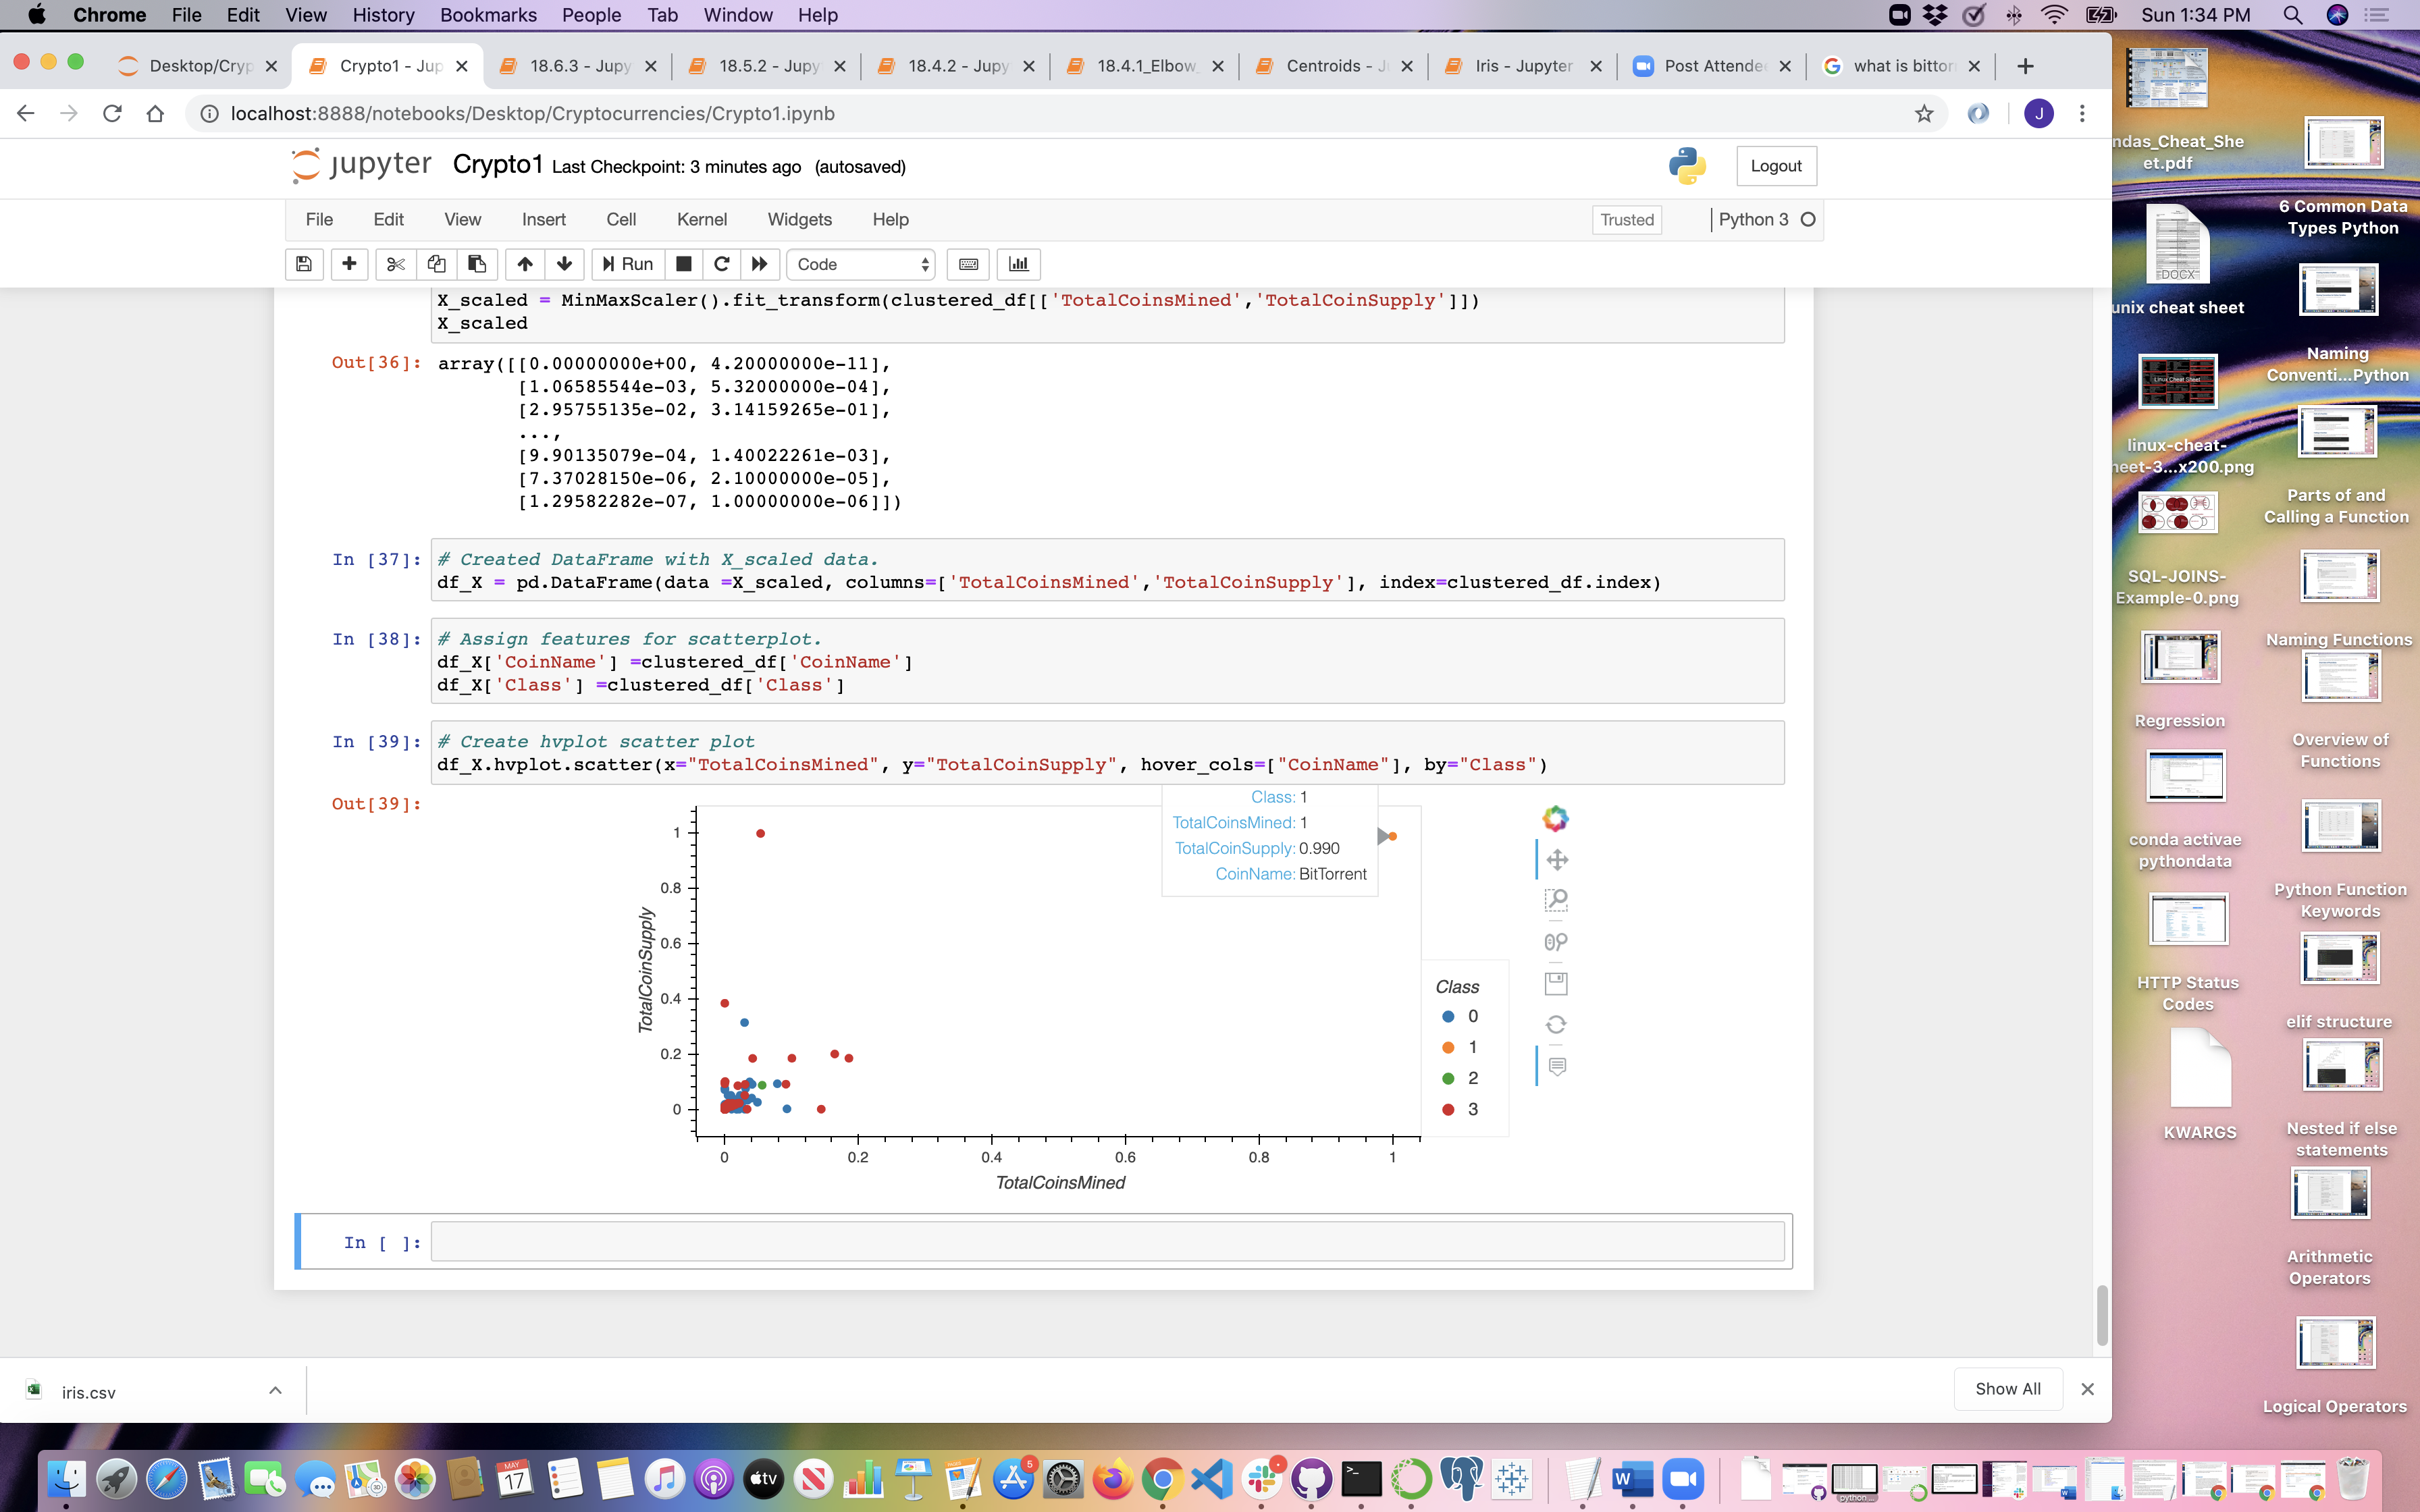 Chrome File Edit View History Bookmarks People Tab Window Help
Sun 1:34 PM
Desktop/Cryp
Crypto1 - Jup
18.6.3 - Jupy
18.5.2 - Jupy
18.4.2 - Jupy
18.4.1_Elbow_
Centroids - J
Iris - Jupyter
Post Attende
what is bittor
localhost:8888/notebooks/Desktop/Cryptocurrencies/Crypto1.ipynb
J
jupyter Crypto1 Last Checkpoint: 3 minutes ago (autosaved)
Logout
File Edit View Insert Cell Kernel Widgets Help
Trusted
Python 3
Run
Code
X_scaled = MinMaxScaler().fit_transform(clustered_df[['TotalCoinsMined','TotalCoinSupply']])
X_scaled
Out[36]: array([[0.00000000e+00, 4.20000000e-11],
[1.06585544e-03, 5.32000000e-04],
[2.95755135e-02, 3.14159265e-01],
...,
[9.90135079e-04, 1.40022261e-03],
[7.37028150e-06, 2.10000000e-05],
[1.29582282e-07, 1.00000000e-06]])
In [37]: # Created DataFrame with X_scaled data.
df_X = pd.DataFrame(data =X_scaled, columns=['TotalCoinsMined','TotalCoinSupply'], index=clustered_df.index)
In [38]: # Assign features for scatterplot.
df_X['CoinName'] =clustered_df['CoinName']
df_X['Class'] =clustered_df['Class']
In [39]: # Create hvplot scatter plot
df_X.hvplot.scatter(x="TotalCoinsMined", y="TotalCoinSupply", hover_cols=["CoinName"], by="Class")
Out[39]:
Class: 1
TotalCoinsMined: 1
TotalCoinSupply: 0.990
CoinName: BitTorrent
1
0.8
0.6
0.4
0.2
0
TotalCoinSupply
0 0.2 0.4 0.6 0.8 1
TotalCoinsMined
Class
0
1
2
3
In [ ]:
iris.csv
Show All
ndas_Cheat_She
et.pdf
DOCX
unix cheat sheet
Linux Cheat Sheet
linux-cheat-
heet-3...x200.png
SQL-JOINS-
Example-0.png
Regression
conda activae
pythondata
HTTP Status
Codes
KWARGS
6 Common Data
Types Python
Naming
Conventi...Python
Parts of and
Calling a Function
Naming Functions
Overview of
Functions
Python Function
Keywords
elif structure
Nested if else
statements
Arithmetic
Operators
Logical Operators
MAY
17
tv
5
python